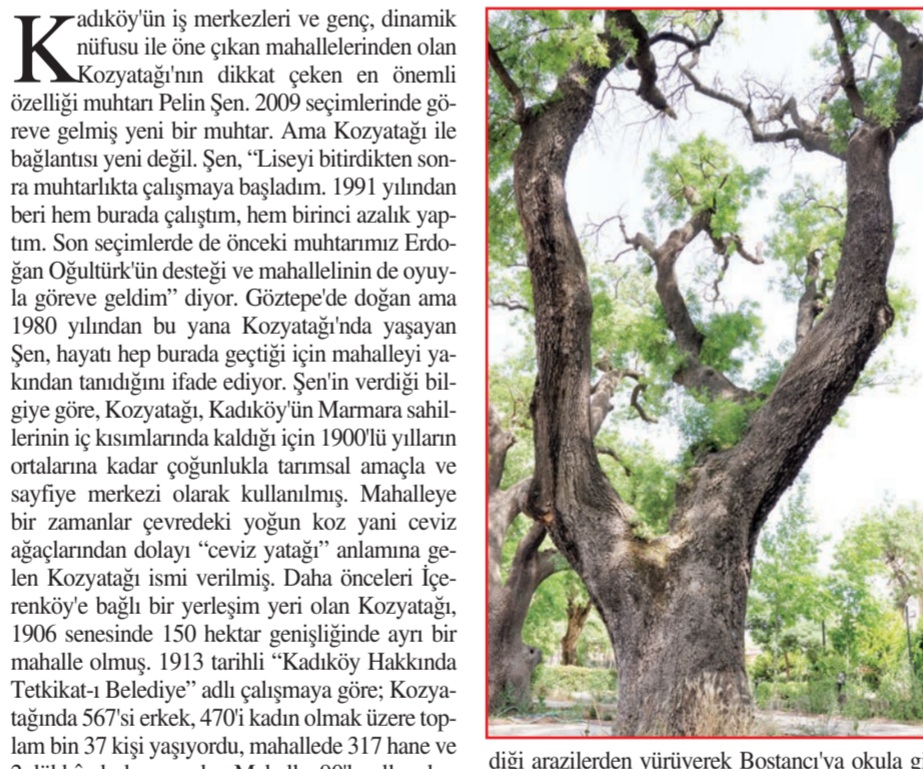 Kadıköy'ün iş merkezleri ve genç, dinamik
nüfusu ile öne çıkan mahallelerinden olan
Kozyatağı'nın dikkat çeken en önemli
özelliği muhtarı Pelin Şen. 2009 seçimlerinde gö-
reve gelmiş yeni bir muhtar. Ama Kozyatağı ile
bağlantısı yeni değil. Şen, “Liseyi bitirdikten son-
ra muhtarlıkta çalışmaya başladım. 1991 yılından
beri hem burada çalıştım, hem birinci azalık yap-
tım. Son seçimlerde de önceki muhtarımız Erdo-
ğan Oğultürk'ün desteği ve mahallelinin de oyuy-
la göreve geldim” diyor. Göztepe'de doğan ama
1980 yılından bu yana Kozyatağı'nda yaşayan
Şen, hayatı hep burada geçtiği için mahalleyi ya-
kından tanıdığını ifade ediyor. Şen'in verdiği bil-
giye göre, Kozyatağı, Kadıköy'ün Marmara sahil-
lerinin iç kısımlarında kaldığı için 1900'lü yılların
ortalarına kadar çoğunlukla tarımsal amaçla ve
sayfiye merkezi olarak kullanılmış. Mahalleye
bir zamanlar çevredeki yoğun koz yani ceviz
ağaçlarından dolayı “ceviz yatağı” anlamına ge-
len Kozyatağı ismi verilmiş. Daha önceleri İçe-
renköy'e bağlı bir yerleşim yeri olan Kozyatağı,
1906 senesinde 150 hektar genişliğinde ayrı bir
mahalle olmuş. 1913 tarihli “Kadıköy Hakkında
Tetkikat-ı Belediye” adlı çalışmaya göre; Kozya-
tağında 567'si erkek, 470'i kadın olmak üzere top-
lam bin 37 kişi yaşıyordu, mahallede 317 hane ve
diği arazilerden yürüyerek Bostancı'ya okula g